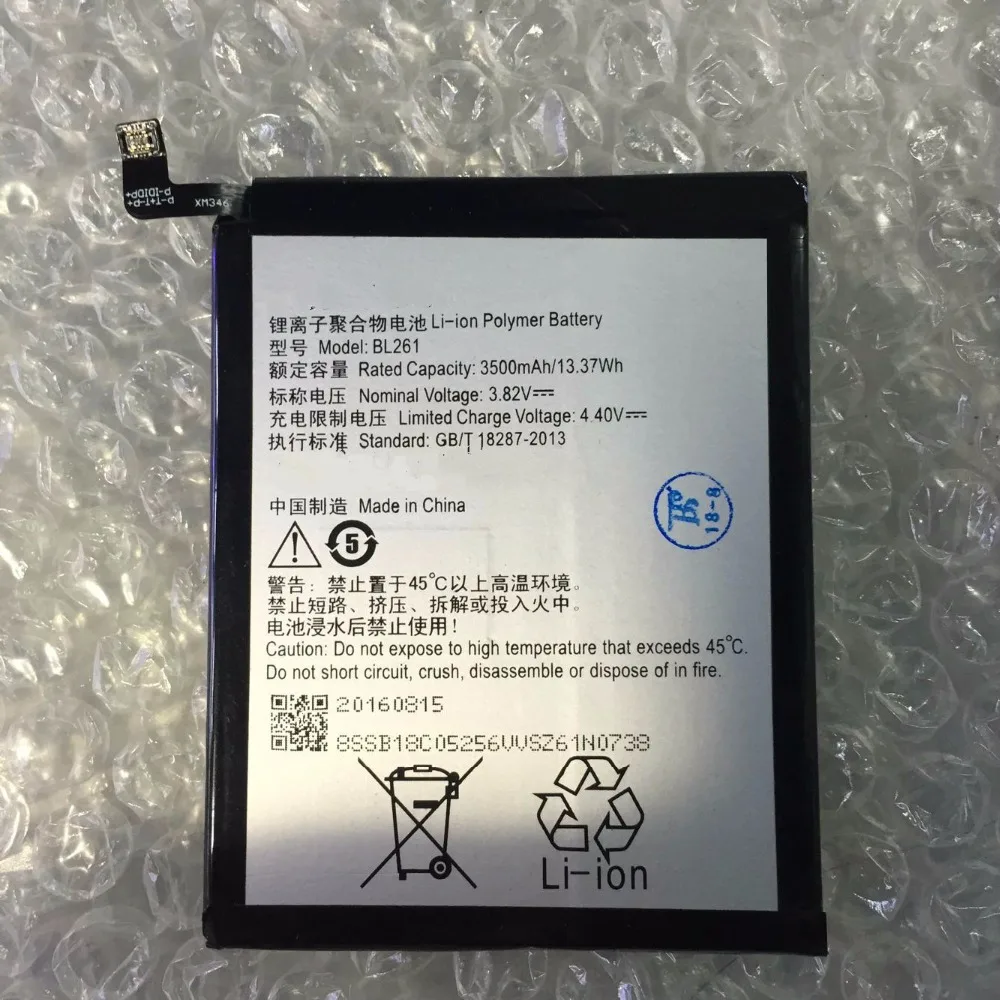 P-IDIDP+
P-T+T-P+
XM346
锂离子聚合物电池 Li-ion Polymer Battery
型号 Model: BL261
额定容量 Rated Capacity: 3500mAh/13.37Wh
标称电压 Nominal Voltage: 3.82V⎓
充电限制电压 Limited Charge Voltage: 4.40V⎓
执行标准 Standard: GB/T 18287-2013
中国制造 Made in China
5
18-8
警告：禁止置于45℃以上高温环境。
禁止短路、挤压、拆解或投入火中。
电池浸水后禁止使用！
Caution: Do not expose to high temperature that exceeds 45℃.
Do not short circuit, crush, disassemble or dispose of in fire.
20160815
8SSB18C05256VVSZ61N0738
Li-ion